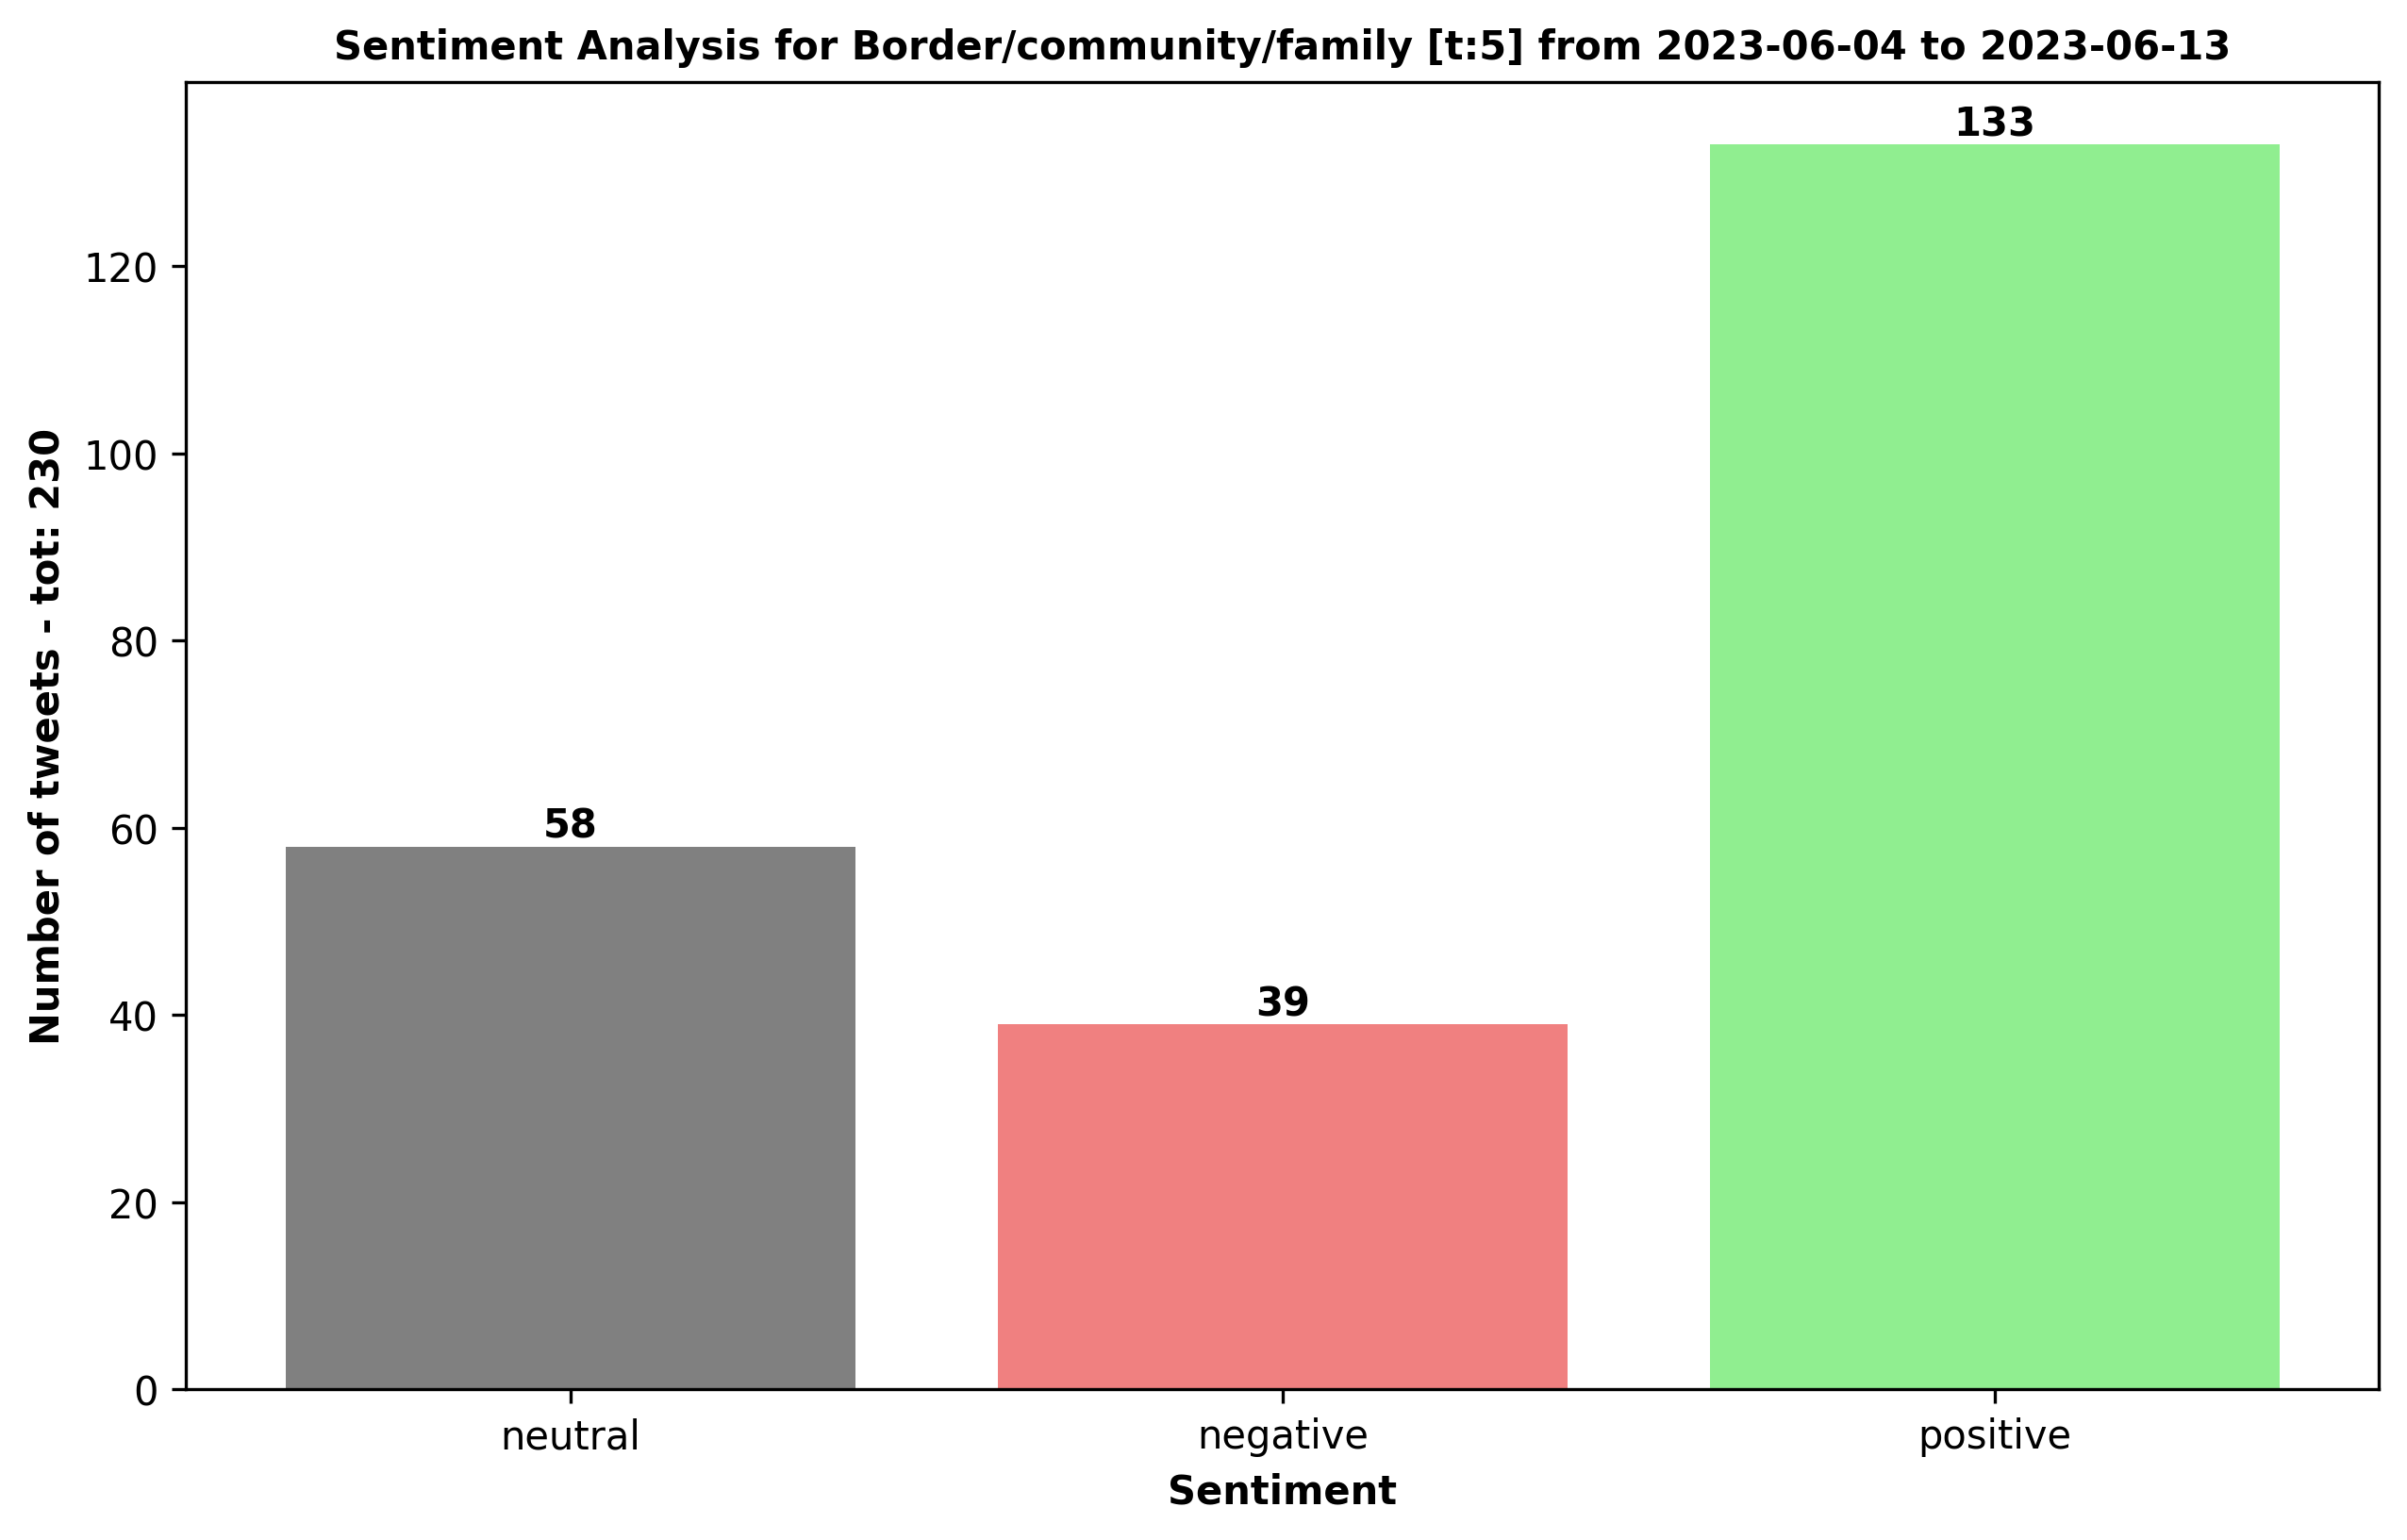 Sentiment Analysis for Border/community/family [t:5] from 2023-06-04 to 2023-06-13
Number of tweets - tot: 230
120
100
80
60
40
20
0
58
39
133
neutral
negative
positive
Sentiment